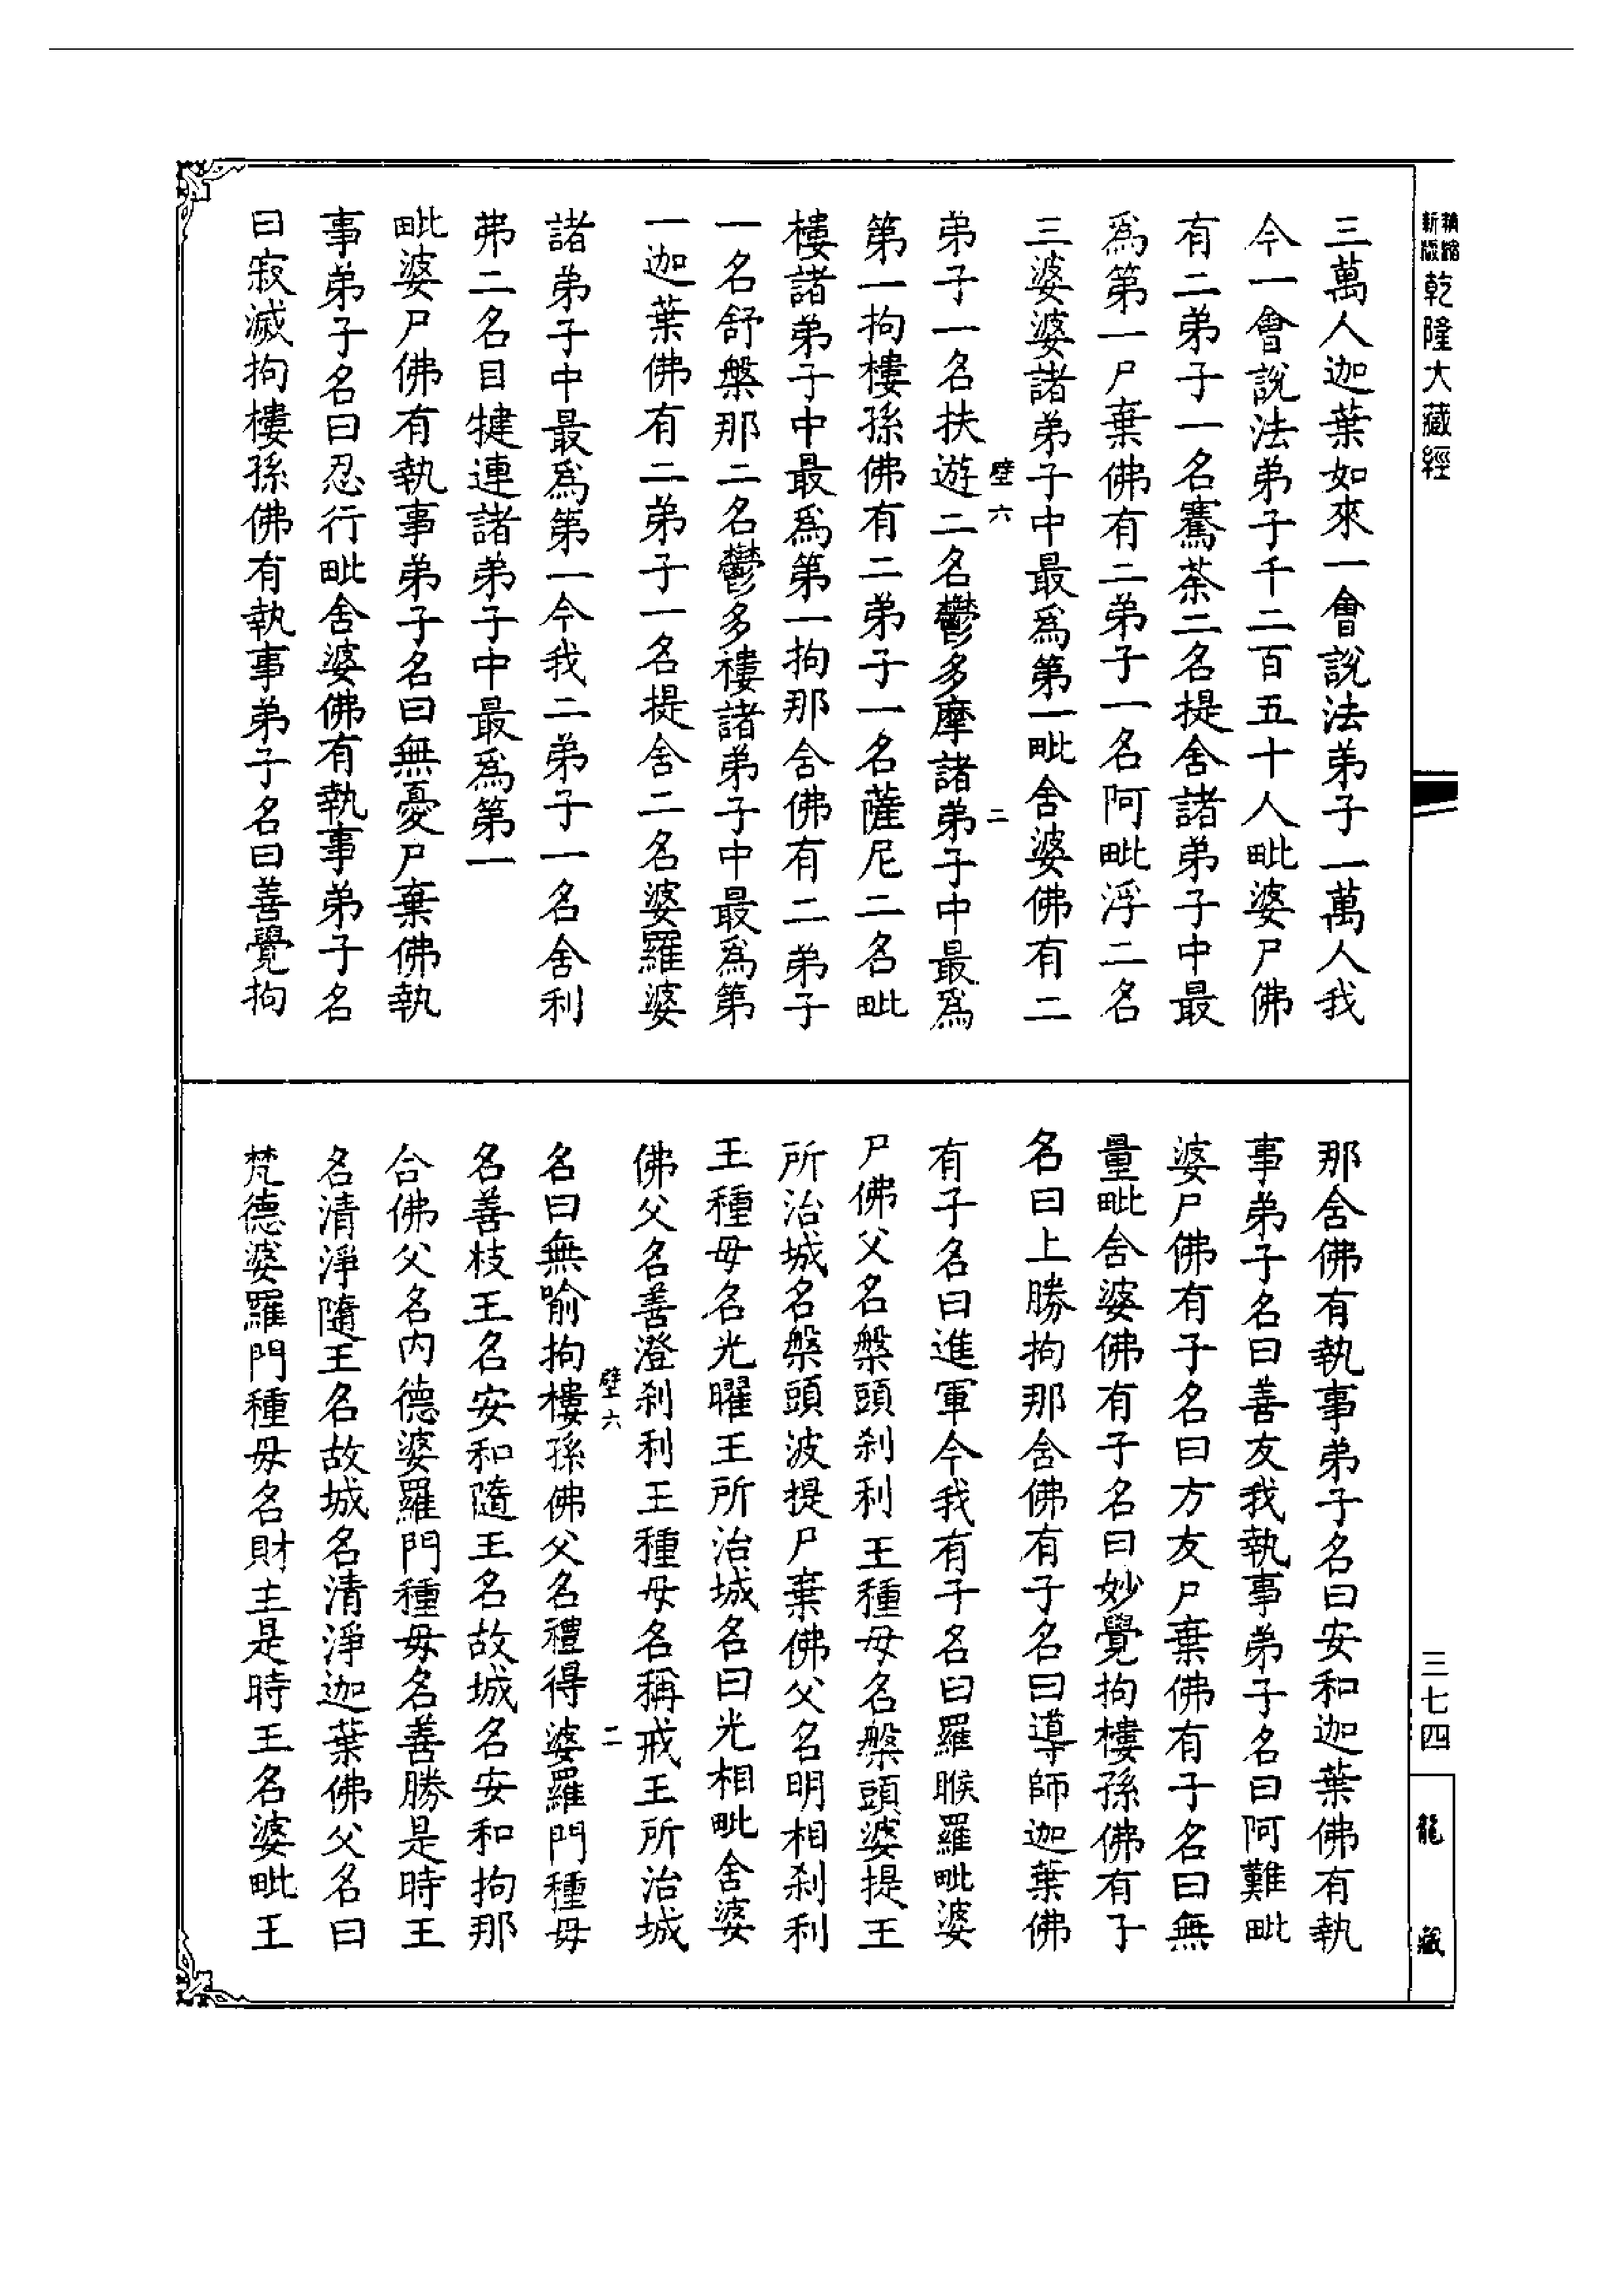 新縮
版縮
乾隆大藏經
三萬人迦葉如來一會說法弟子一萬人我
今一會說法弟子千二百五十人毗婆尸佛
有二弟子一名騫荼二名提舍諸弟子中最
爲第一尸棄佛有二弟子一名阿毗浮二名
三婆婆諸弟子中最爲第一毗舍婆佛有二
壁六 二
弟子一名扶遊二名鬱多摩諸弟子中最爲
第一拘樓孫佛有二弟子一名薩尼二名毗
樓諸弟子中最爲第一拘那舍佛有二弟子
一名舒槃那二名鬱多樓諸弟子中最爲第
一迦葉佛有二弟子一名提舍二名婆羅婆
諸弟子中最爲第一今我二弟子一名舍利
弗二名目犍連諸弟子中最爲第一
毗婆尸佛有執事弟子名曰無憂尸棄佛執
事弟子名曰忍行毗舍婆佛有執事弟子名
曰寂滅拘樓孫佛有執事弟子名曰善覺拘
那舍佛有執事弟子名曰安和迦葉佛有執
事弟子名曰善友我執事弟子名曰阿難毗
婆尸佛有子名曰方友尸棄佛有子名曰無
量毗舍婆佛有子名曰妙覺拘樓孫佛有子
名曰上勝拘那舍佛有子名曰導師迦葉佛
有子名曰進軍今我有子名曰羅睺羅毗婆
尸佛父名槃頭剎利王種母名槃頭婆提王
所治城名槃頭波提尸棄佛父名明相剎利
王種母名光曜王所治城名曰光相毗舍婆
佛父名善澄剎利王種母名稱戒王所治城
壁六 二
名曰無喻拘樓孫佛父名禮得婆羅門種母
名善枝王名安和隨王名故城名安和拘那
舍佛父名內德婆羅門種母名善勝是時王
名清淨隨王名故城名清淨迦葉佛父名曰
梵德婆羅門種母名財主是時王名婆毗王
三七四
龍藏